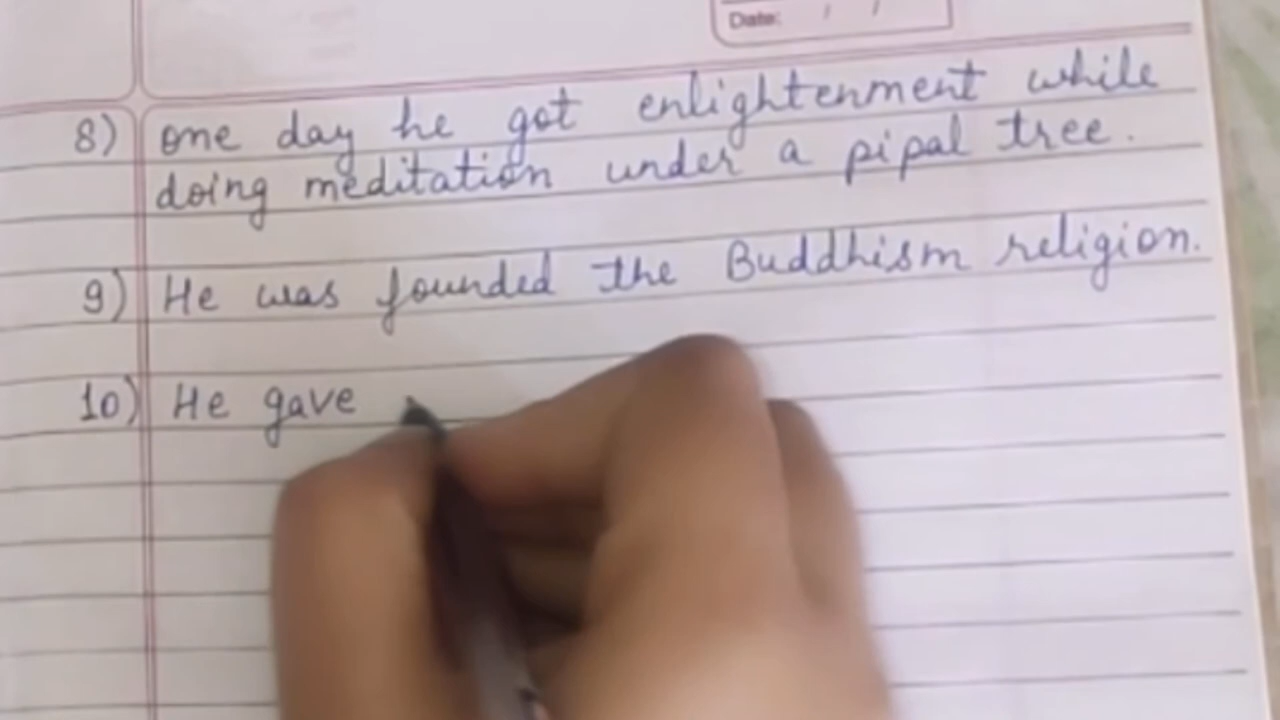 Date: / /
8) one day he got enlightenment while
doing meditation under a pipal tree.
9) He was founded the Buddhism religion.
10) He gave